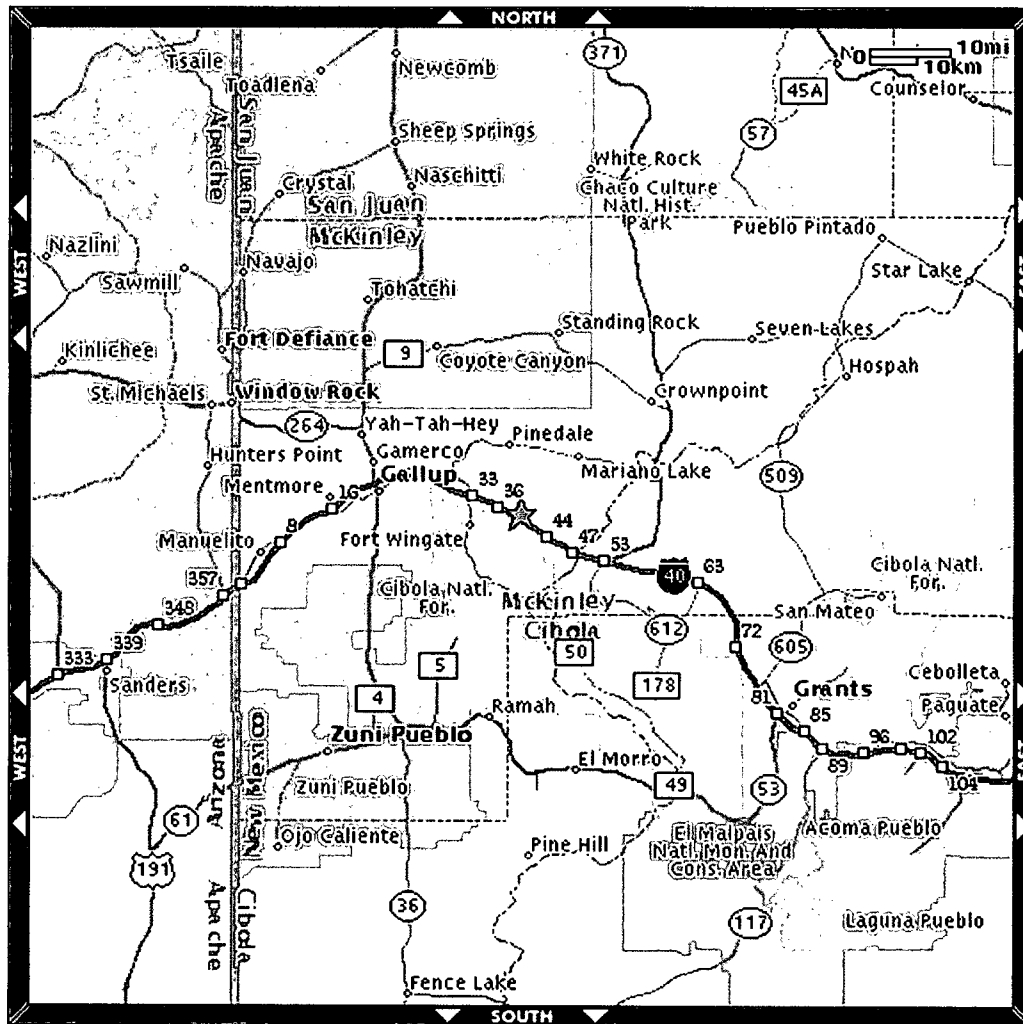 NORTH
371
10mi
0
10km
Tsaile
Toadlena
Newcomb
45A
Counselor
San Juan
Apache
Sheep Springs
57
White Rock
Chaco Culture
Natl. Hist.
Park
Crystal
Naschitti
San Juan
McKinley
Pueblo Pintado
Nazlini
Navajo
Star Lake
WEST
Sawmill
Tohatchi
Standing Rock
Seven Lakes
Fort Defiance
9
Coyote Canyon
Hospah
Kinlichee
St. Michaels
Window Rock
Crownpoint
264
Yah-Tah-Hey
Pinedale
Hunters Point
Gamerco
Mariano Lake
Gallup
509
Mentmore
16
33
36
8
44
Manuelito
Fort Wingate
47
53
357
40
63
Cibola Natl.
For.
Cibola Natl.
For.
348
McKinley
San Mateo
Cibola
612
72
339
50
605
333
5
178
Cebolleta
Sanders
4
81
Grants
Paguate
Ramah
85
Zuni Pueblo
102
96
WEST
El Morro
89
Zuni Pueblo
49
53
104
Arizona
New Mexico
61
Ojo Caliente
El Malpais
Natl. Mon. And
Cons. Area
Acoma Pueblo
Pine Hill
191
36
Apache
Cibola
117
Laguna Pueblo
Fence Lake
SOUTH